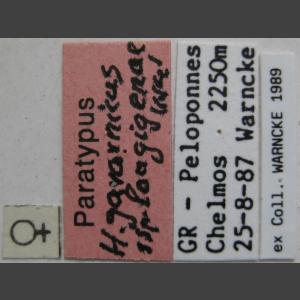 ♀
Paratypus
H. gavarnicus
ssp. longigenae
GR - Peloponnes
Chelmos 2250m
25-8-87 Warncke
ex Coll. WARNCKE 1989